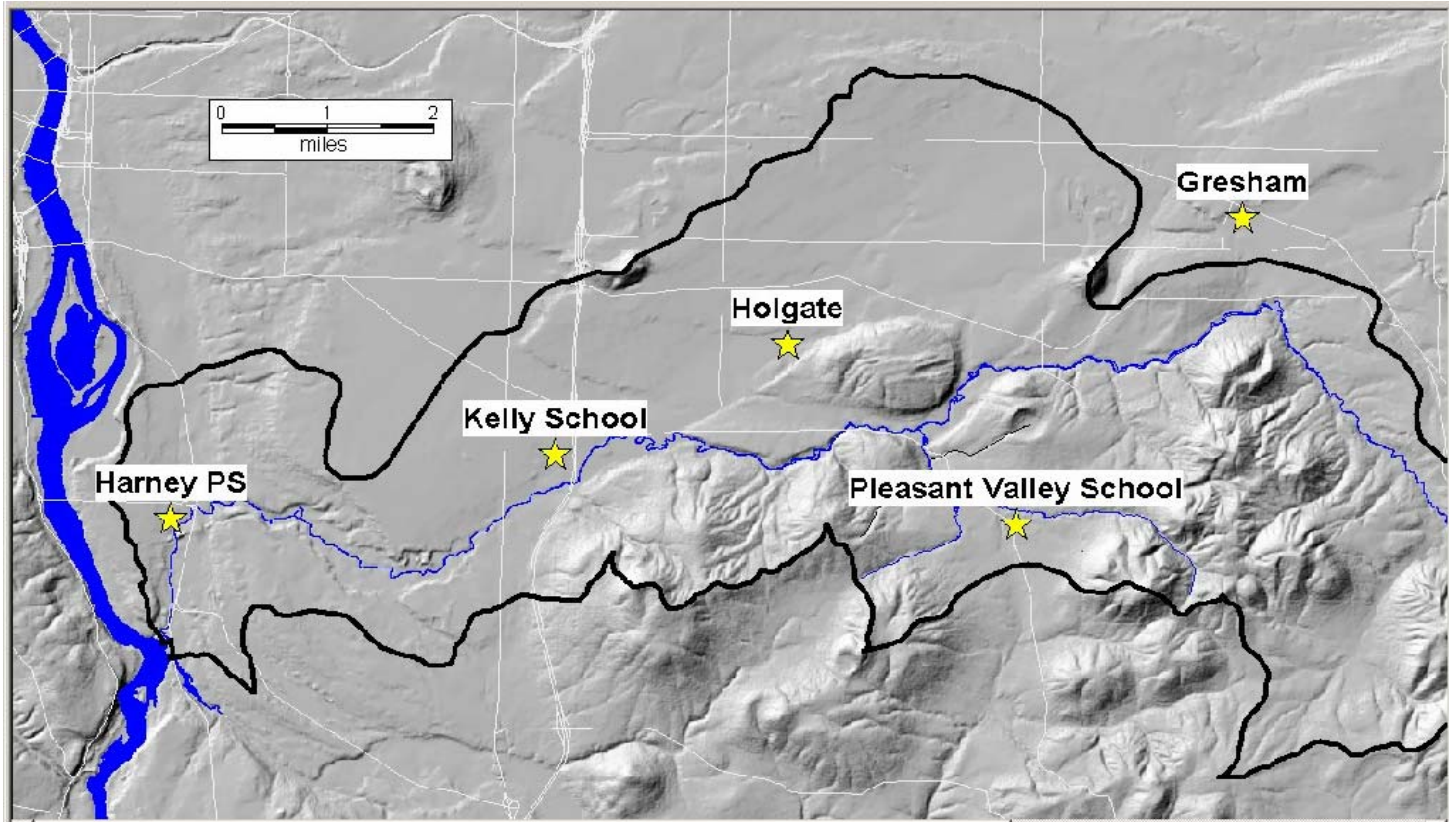 0 1 2
miles
Gresham
Holgate
Kelly School
Harney PS
Pleasant Valley School